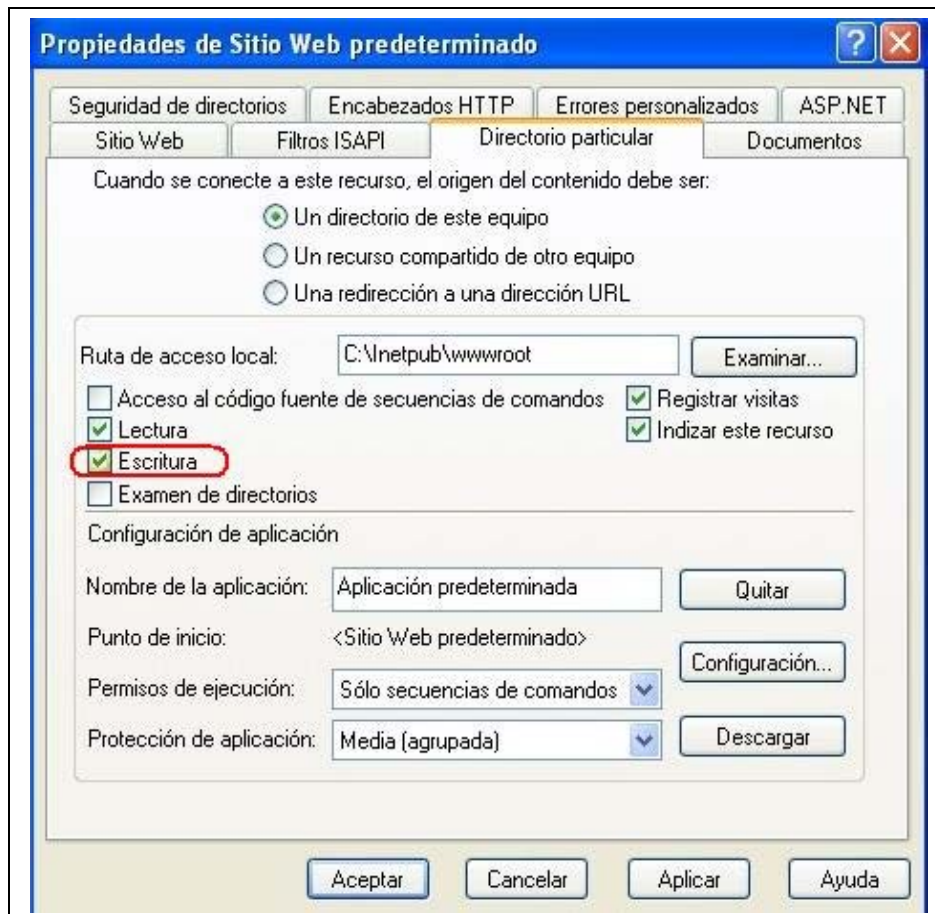 Propiedades de Sitio Web predeterminado
Seguridad de directorios Encabezados HTTP Errores personalizados ASP.NET
Sitio Web Filtros ISAPI Directorio particular Documentos
Cuando se conecte a este recurso, el origen del contenido debe ser:
Un directorio de este equipo
Un recurso compartido de otro equipo
Una redirección a una dirección URL
Ruta de acceso local: C:\Inetpub\wwwroot Examinar...
Acceso al código fuente de secuencias de comandos Registrar visitas
Lectura Indizar este recurso
Escritura
Examen de directorios
Configuración de aplicación
Nombre de la aplicación: Aplicación predeterminada Quitar
Punto de inicio: <Sitio Web predeterminado>
Configuración...
Permisos de ejecución: Sólo secuencias de comandos
Protección de aplicación: Media (agrupada) Descargar
Aceptar Cancelar Aplicar Ayuda